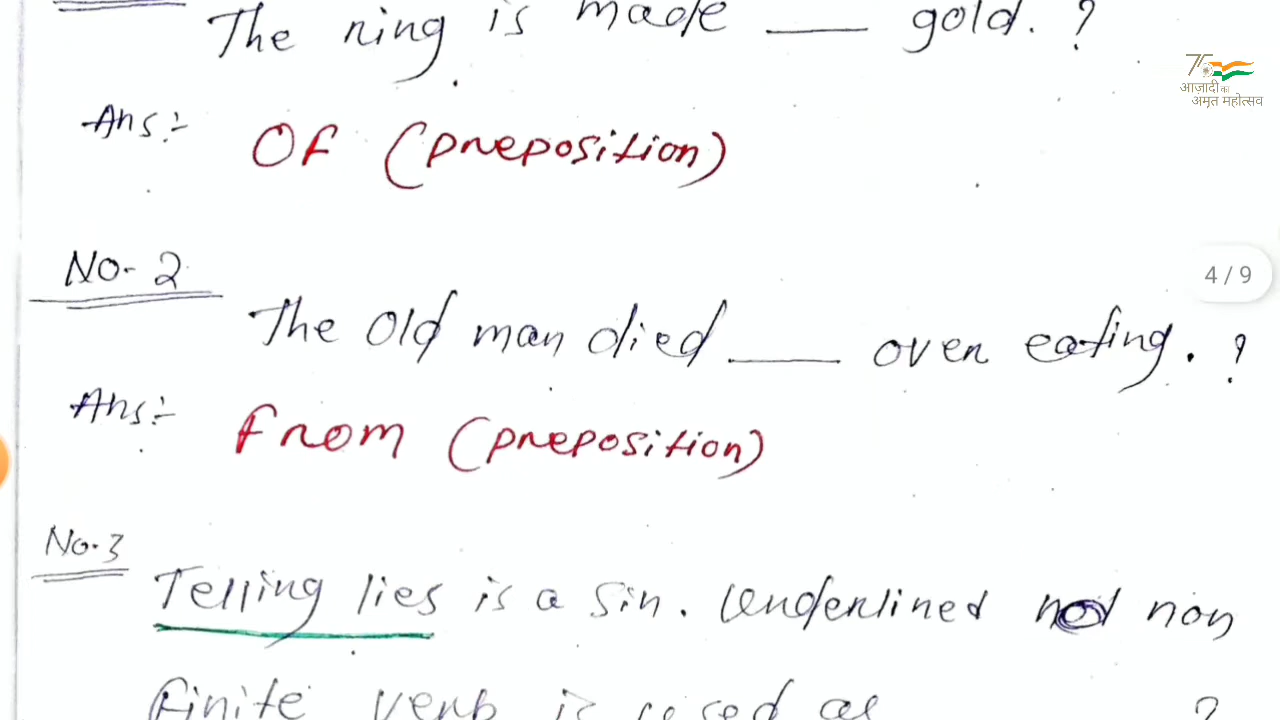 The ring is made ___ gold. ?
75
आज़ादी का
अमृत महोत्सव
Ans:- Of (preposition)
No- 2
4 / 9
The Old man died ___ over eating. ?
Ans:- From (preposition)
No.3
Telling lies is a sin. Underlined non
finite verb is used as ?